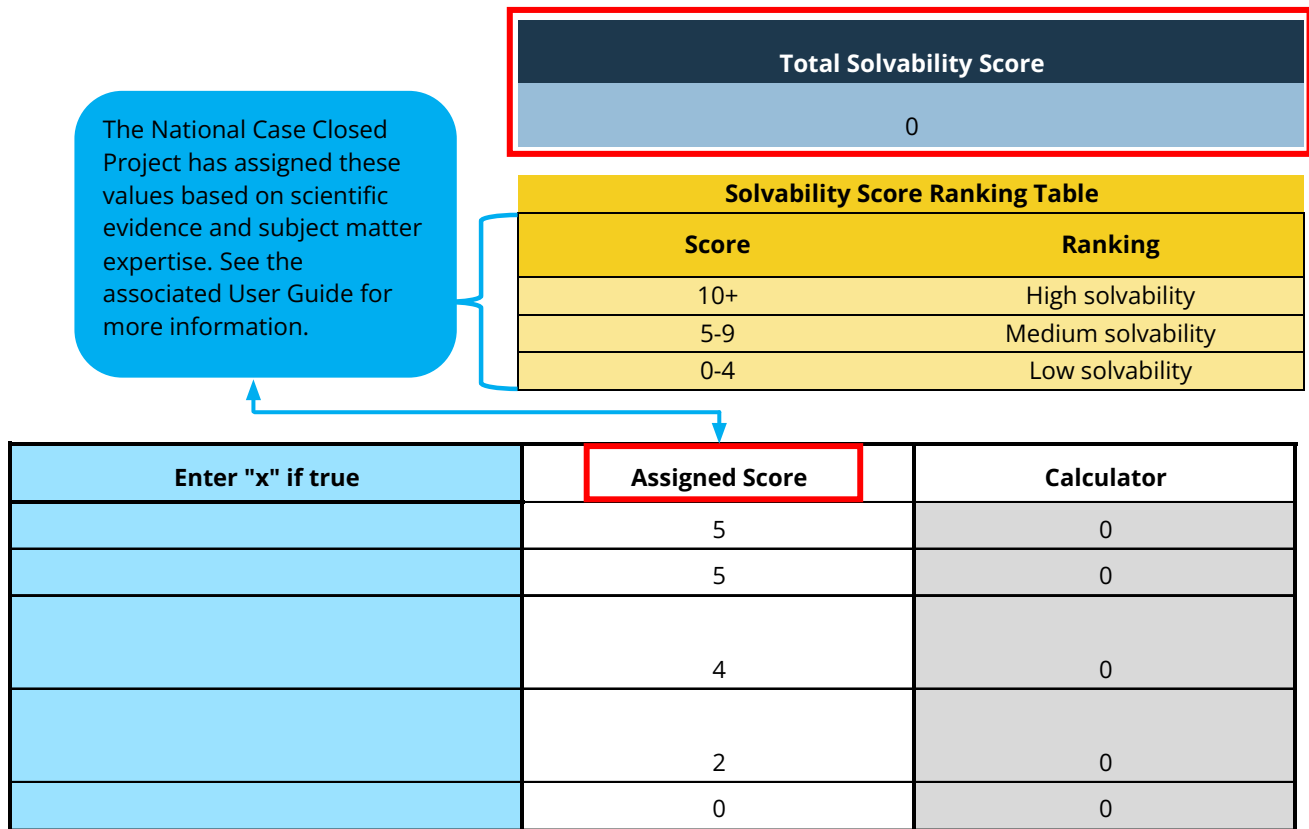 Total Solvability Score
0
The National Case Closed
Project has assigned these
values based on scientific
evidence and subject matter
expertise. See the
associated User Guide for
more information.
Solvability Score Ranking Table
Score Ranking
10+ High solvability
5-9 Medium solvability
0-4 Low solvability
Enter "x" if true Assigned Score Calculator
5 0
5 0
4 0
2 0
0 0